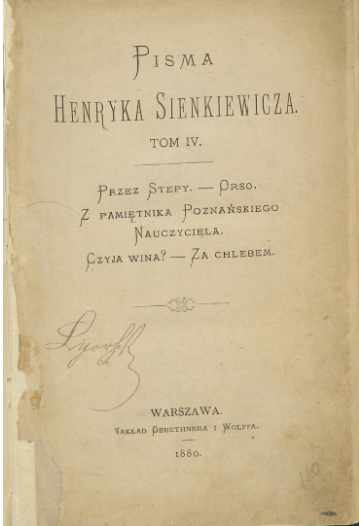 PISMA
HENRYKA SIENKIEWICZA.
TOM IV.
PRZEZ STEPY. — ORSO.
Z PAMIĘTNIKA POZNAŃSKIEGO
NAUCZYCIELA.
CZYJA WINA? — ZA CHLEBEM.
WARSZAWA.
NAKŁAD GEBETHNERA I WOLFFA.
1880.